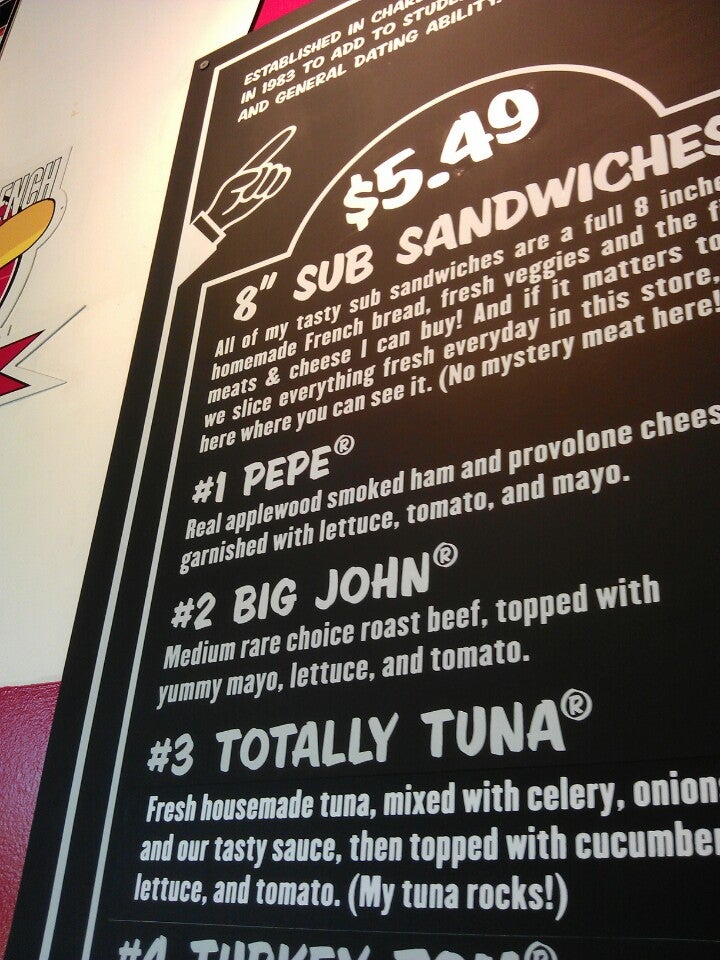 ENCH
ESTABLISHED IN
IN 1983 TO ADD TO
AND GENERAL DATING ABILITY.
$5.49
8" SUB SANDWICHES
All of my tasty sub sandwiches are a full 8 inche
homemade French bread, fresh veggies and the f
meats & cheese I can buy! And if it matters to
we slice everything fresh everyday in this store,
here where you can see it. (No mystery meat here!
#1 PEPE®
Real applewood smoked ham and provolone chees
garnished with lettuce, tomato, and mayo.
#2 BIG JOHN®
Medium rare choice roast beef, topped with
yummy mayo, lettuce, and tomato.
#3 TOTALLY TUNA®
Fresh housemade tuna, mixed with celery, onion
and our tasty sauce, then topped with cucumber
lettuce, and tomato. (My tuna rocks!)
#4 TURKEY TOM®